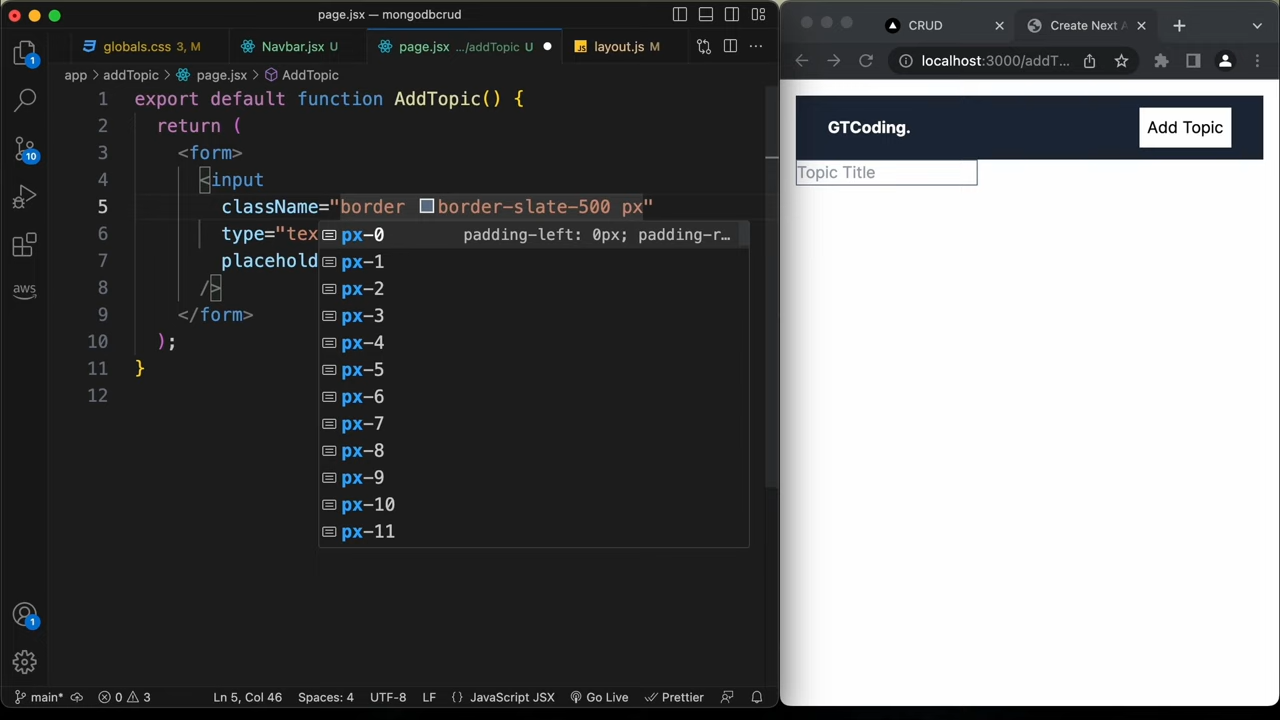 page.jsx — mongodbcrud
globals.css 3, M
Navbar.jsx U
page.jsx .../addTopic U
layout.js M
app > addTopic > page.jsx > AddTopic
1 export default function AddTopic() {
2 return (
3 <form>
4 <input
5 className="border border-slate-500 px"
6 type="tex
7 placehold
8 />
9 </form>
10 );
11 }
12
px-0 padding-left: 0px; padding-r…
px-1
px-2
px-3
px-4
px-5
px-6
px-7
px-8
px-9
px-10
px-11
1
10
aws
1
main* 0 3 Ln 5, Col 46 Spaces: 4 UTF-8 LF {} JavaScript JSX Go Live Prettier
CRUD
Create Next A
localhost:3000/addT...
GTCoding.
Add Topic
Topic Title